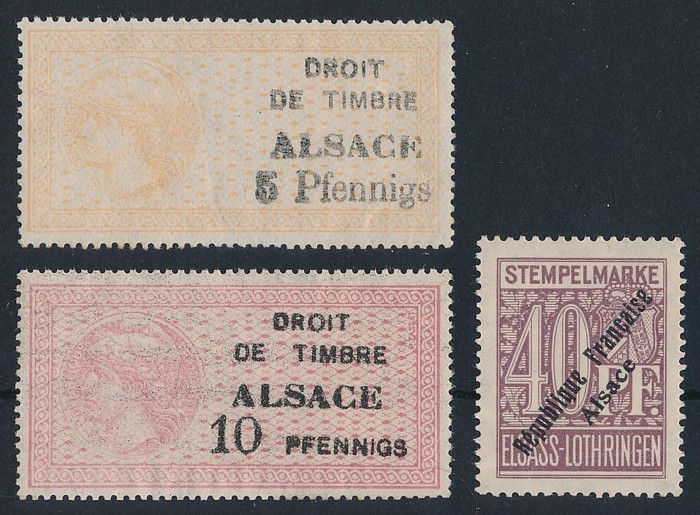 DROIT
DE TIMBRE
ALSACE
5 Pfennigs
DROIT
DE TIMBRE
ALSACE
10 PFENNIGS
STEMPELMARKE
40 PF.
République Française
Alsace
ELSASS-LOTHRINGEN